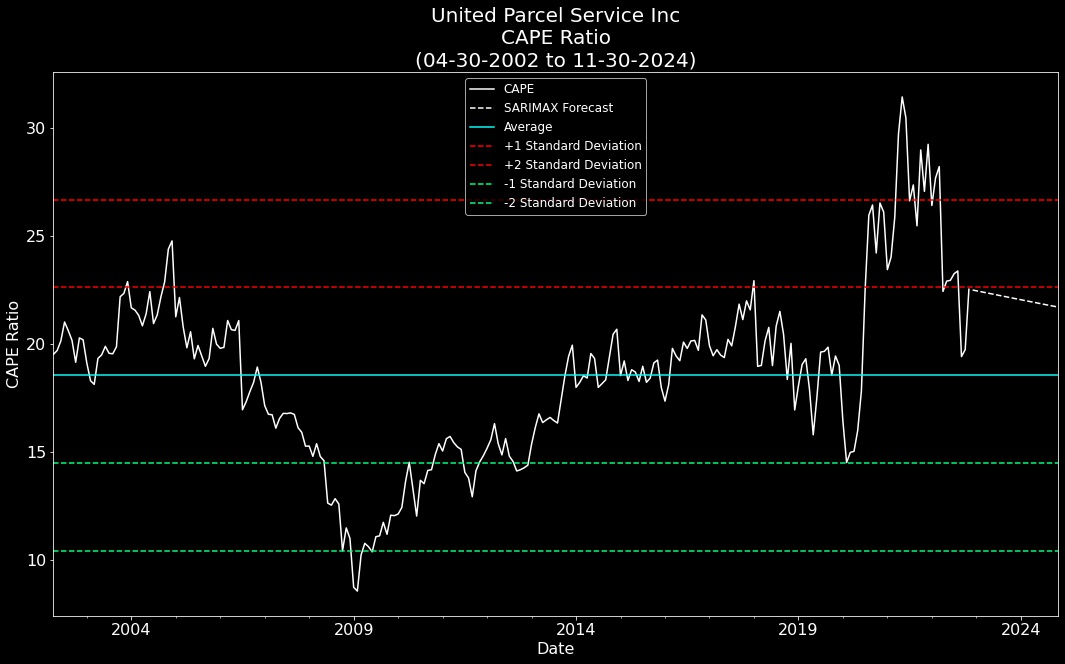 United Parcel Service Inc
CAPE Ratio
(04-30-2002 to 11-30-2024)
CAPE
SARIMAX Forecast
Average
+1 Standard Deviation
+2 Standard Deviation
-1 Standard Deviation
-2 Standard Deviation
CAPE Ratio
30
25
20
15
10
2004 2009 2014 2019 2024
Date